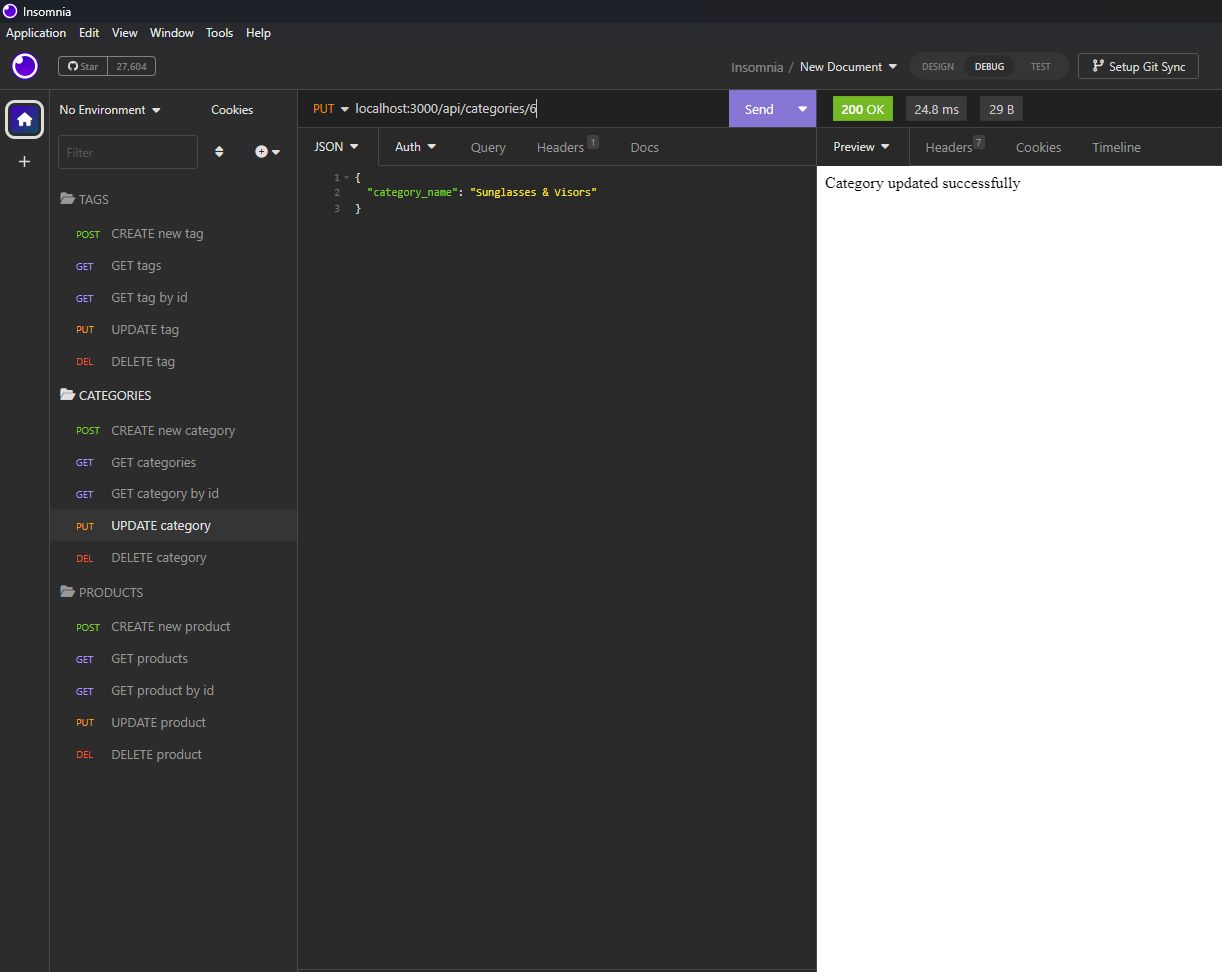 Insomnia
Application Edit View Window Tools Help
Star 27,604
Insomnia / New Document
DESIGN DEBUG TEST
Setup Git Sync
No Environment Cookies
Filter
TAGS
POST CREATE new tag
GET GET tags
GET GET tag by id
PUT UPDATE tag
DEL DELETE tag
CATEGORIES
POST CREATE new category
GET GET categories
GET GET category by id
PUT UPDATE category
DEL DELETE category
PRODUCTS
POST CREATE new product
GET GET products
GET GET product by id
PUT UPDATE product
DEL DELETE product
PUT localhost:3000/api/categories/6 Send
JSON Auth Query Headers 1 Docs
1 {
2 "category_name": "Sunglasses & Visors"
3 }
200 OK 24.8 ms 29 B
Preview Headers 7 Cookies Timeline
Category updated successfully